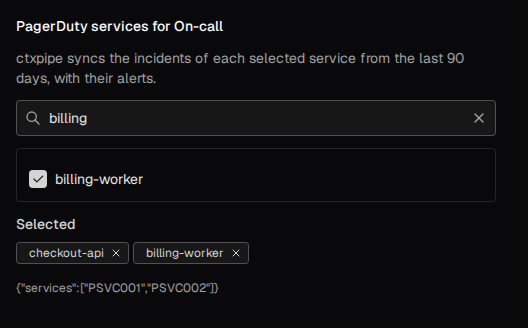 PagerDuty services for On-call
ctxpipe syncs the incidents of each selected service from the last 90
days, with their alerts.
billing
billing-worker
Selected
checkout-api billing-worker
{"services":["PSVC001","PSVC002"]}